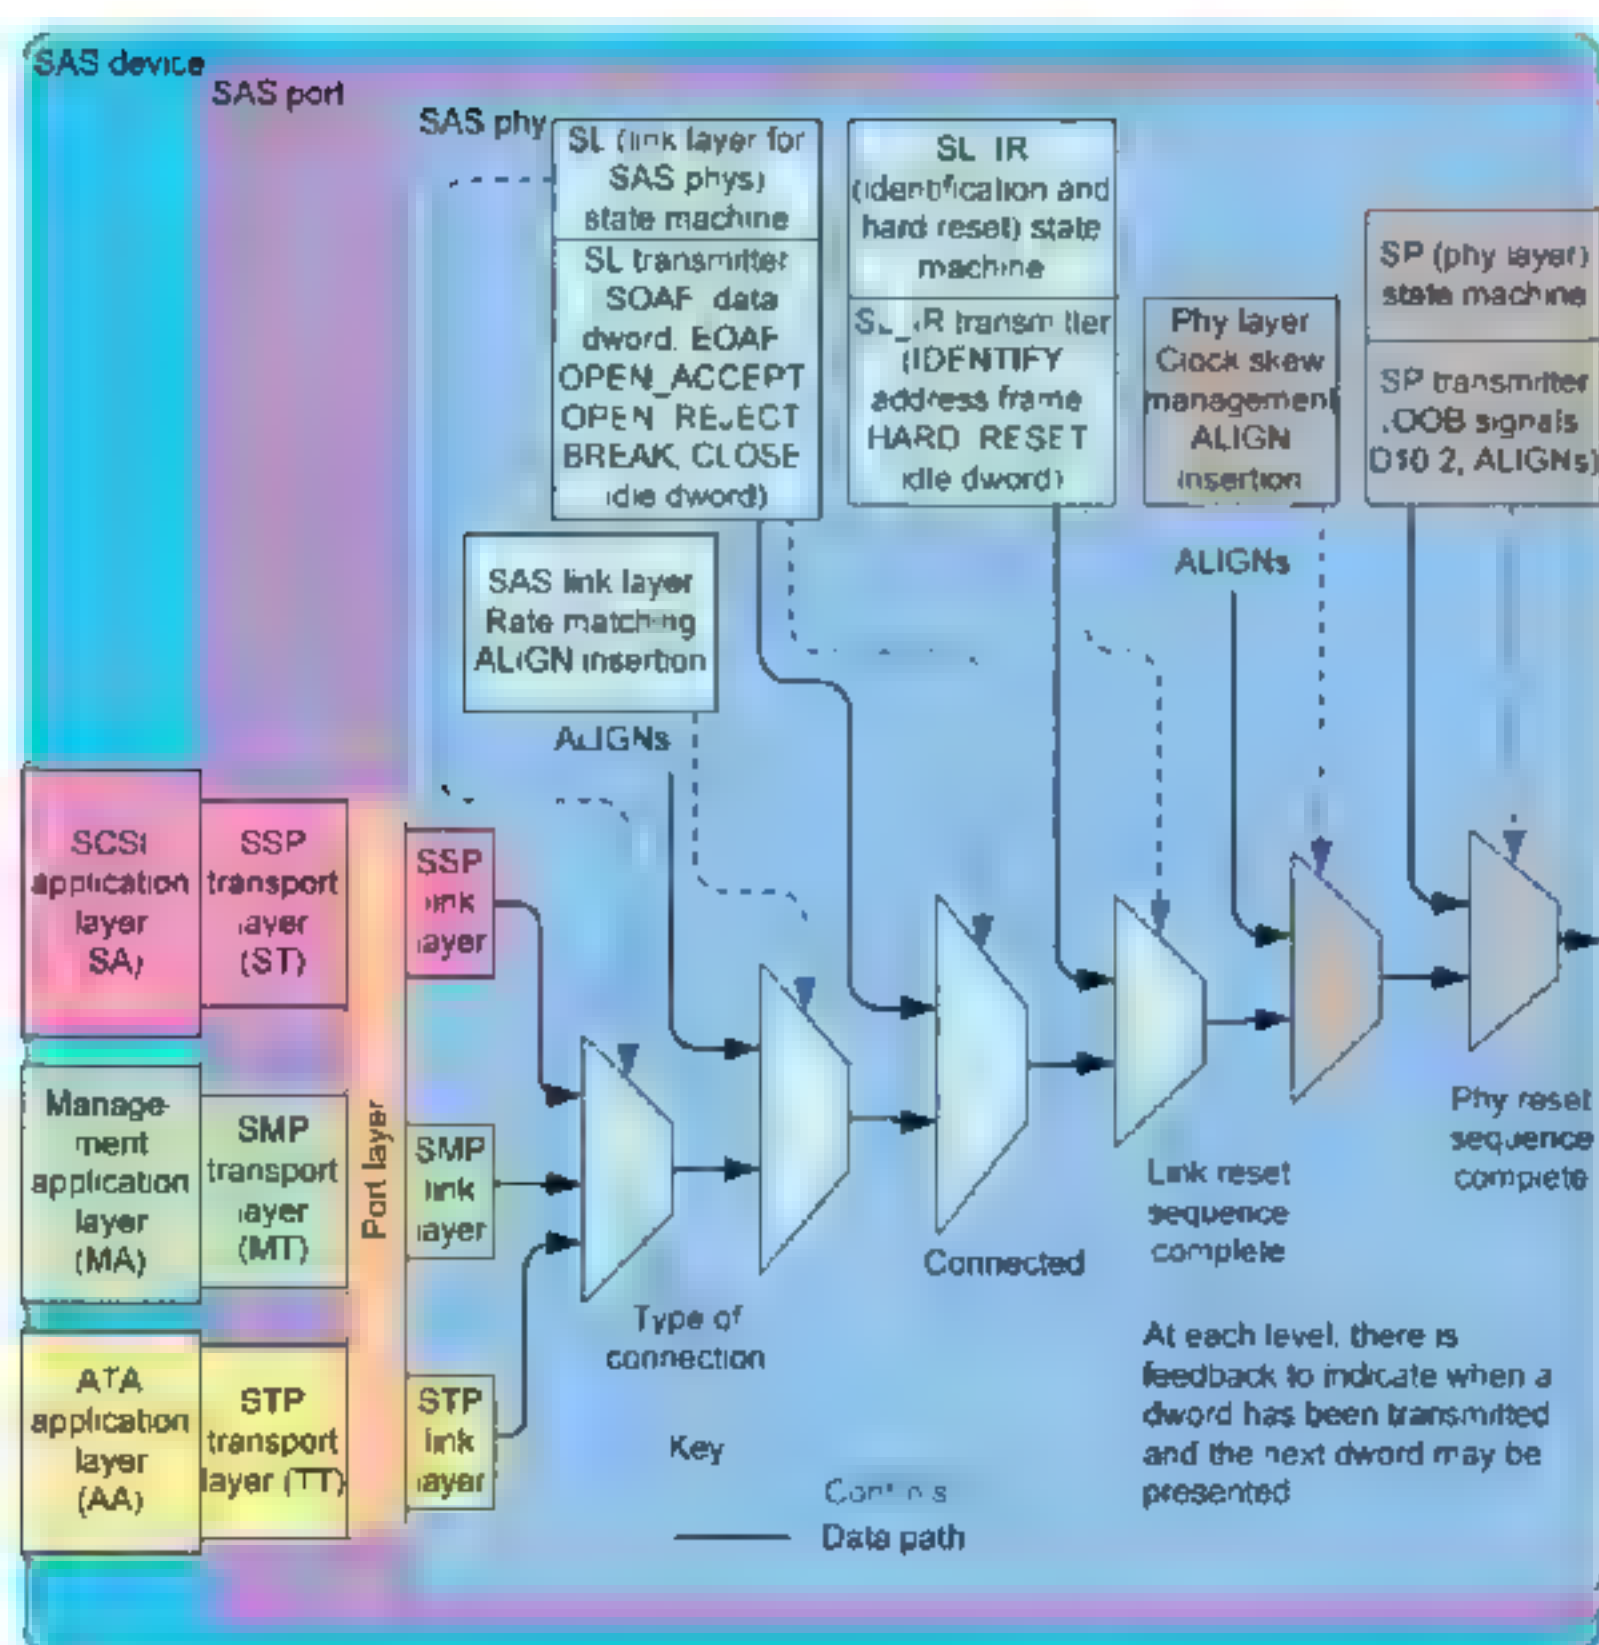 SAS device
SAS port
SAS phy
SL (link layer for
SAS phys)
state machine
SL transmitter
SOAF data
dword, EOAF
OPEN_ACCEPT
OPEN_REJECT
BREAK, CLOSE
idle dword)
SL_IR
(identification and
hard reset) state
machine
SL_IR transmitter
(IDENTIFY
address frame
HARD_RESET
idle dword)
Phy layer
Clock skew
management
ALIGN
insertion
SP (phy layer)
state machine
SP transmitter
(OOB signals
D10.2, ALIGNs)
SAS link layer
Rate matching
ALIGN insertion
ALIGNs
ALIGNs
SCSI
application
layer
SA)
SSP
transport
layer
(ST)
SSP
link
layer
Manage-
ment
application
layer
(MA)
SMP
transport
layer
(MT)
Port layer
SMP
link
layer
ATA
application
layer
(AA)
STP
transport
layer (TT)
STP
link
layer
Type of
connection
Connected
Link reset
sequence
complete
Phy reset
sequence
complete
Key
Controls
Data path
At each level, there is
feedback to indicate when a
dword has been transmitted
and the next dword may be
presented